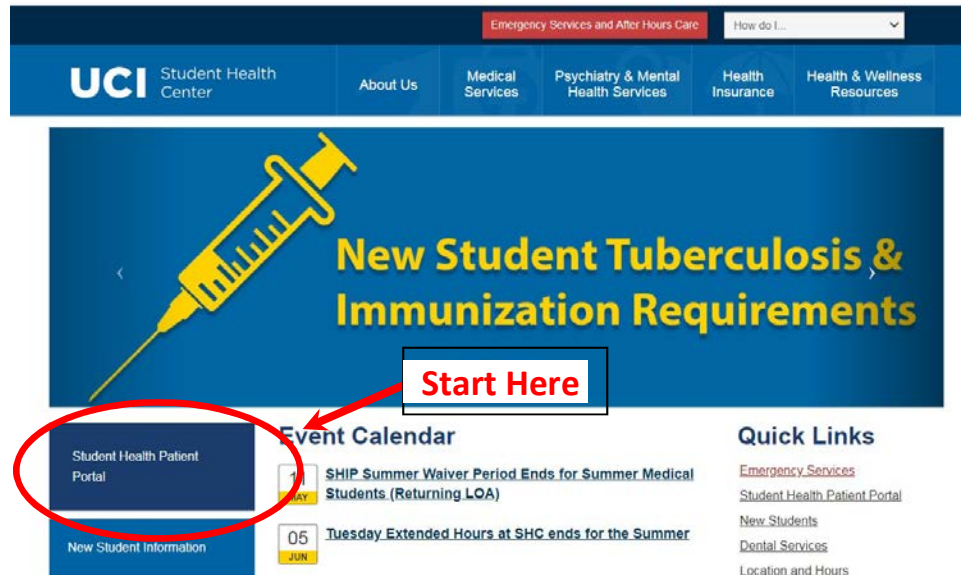 Emergency Services and After Hours Care
How do I...
UCI
Student Health
Center
About Us
Medical
Services
Psychiatry & Mental
Health Services
Health
Insurance
Health & Wellness
Resources
New Student Tuberculosis &
Immunization Requirements
Start Here
Student Health Patient
Portal
New Student Information
Event Calendar
11
MAY
SHIP Summer Waiver Period Ends for Summer Medical
Students (Returning LOA)
05
JUN
Tuesday Extended Hours at SHC ends for the Summer
Quick Links
Emergency Services
Student Health Patient Portal
New Students
Dental Services
Location and Hours